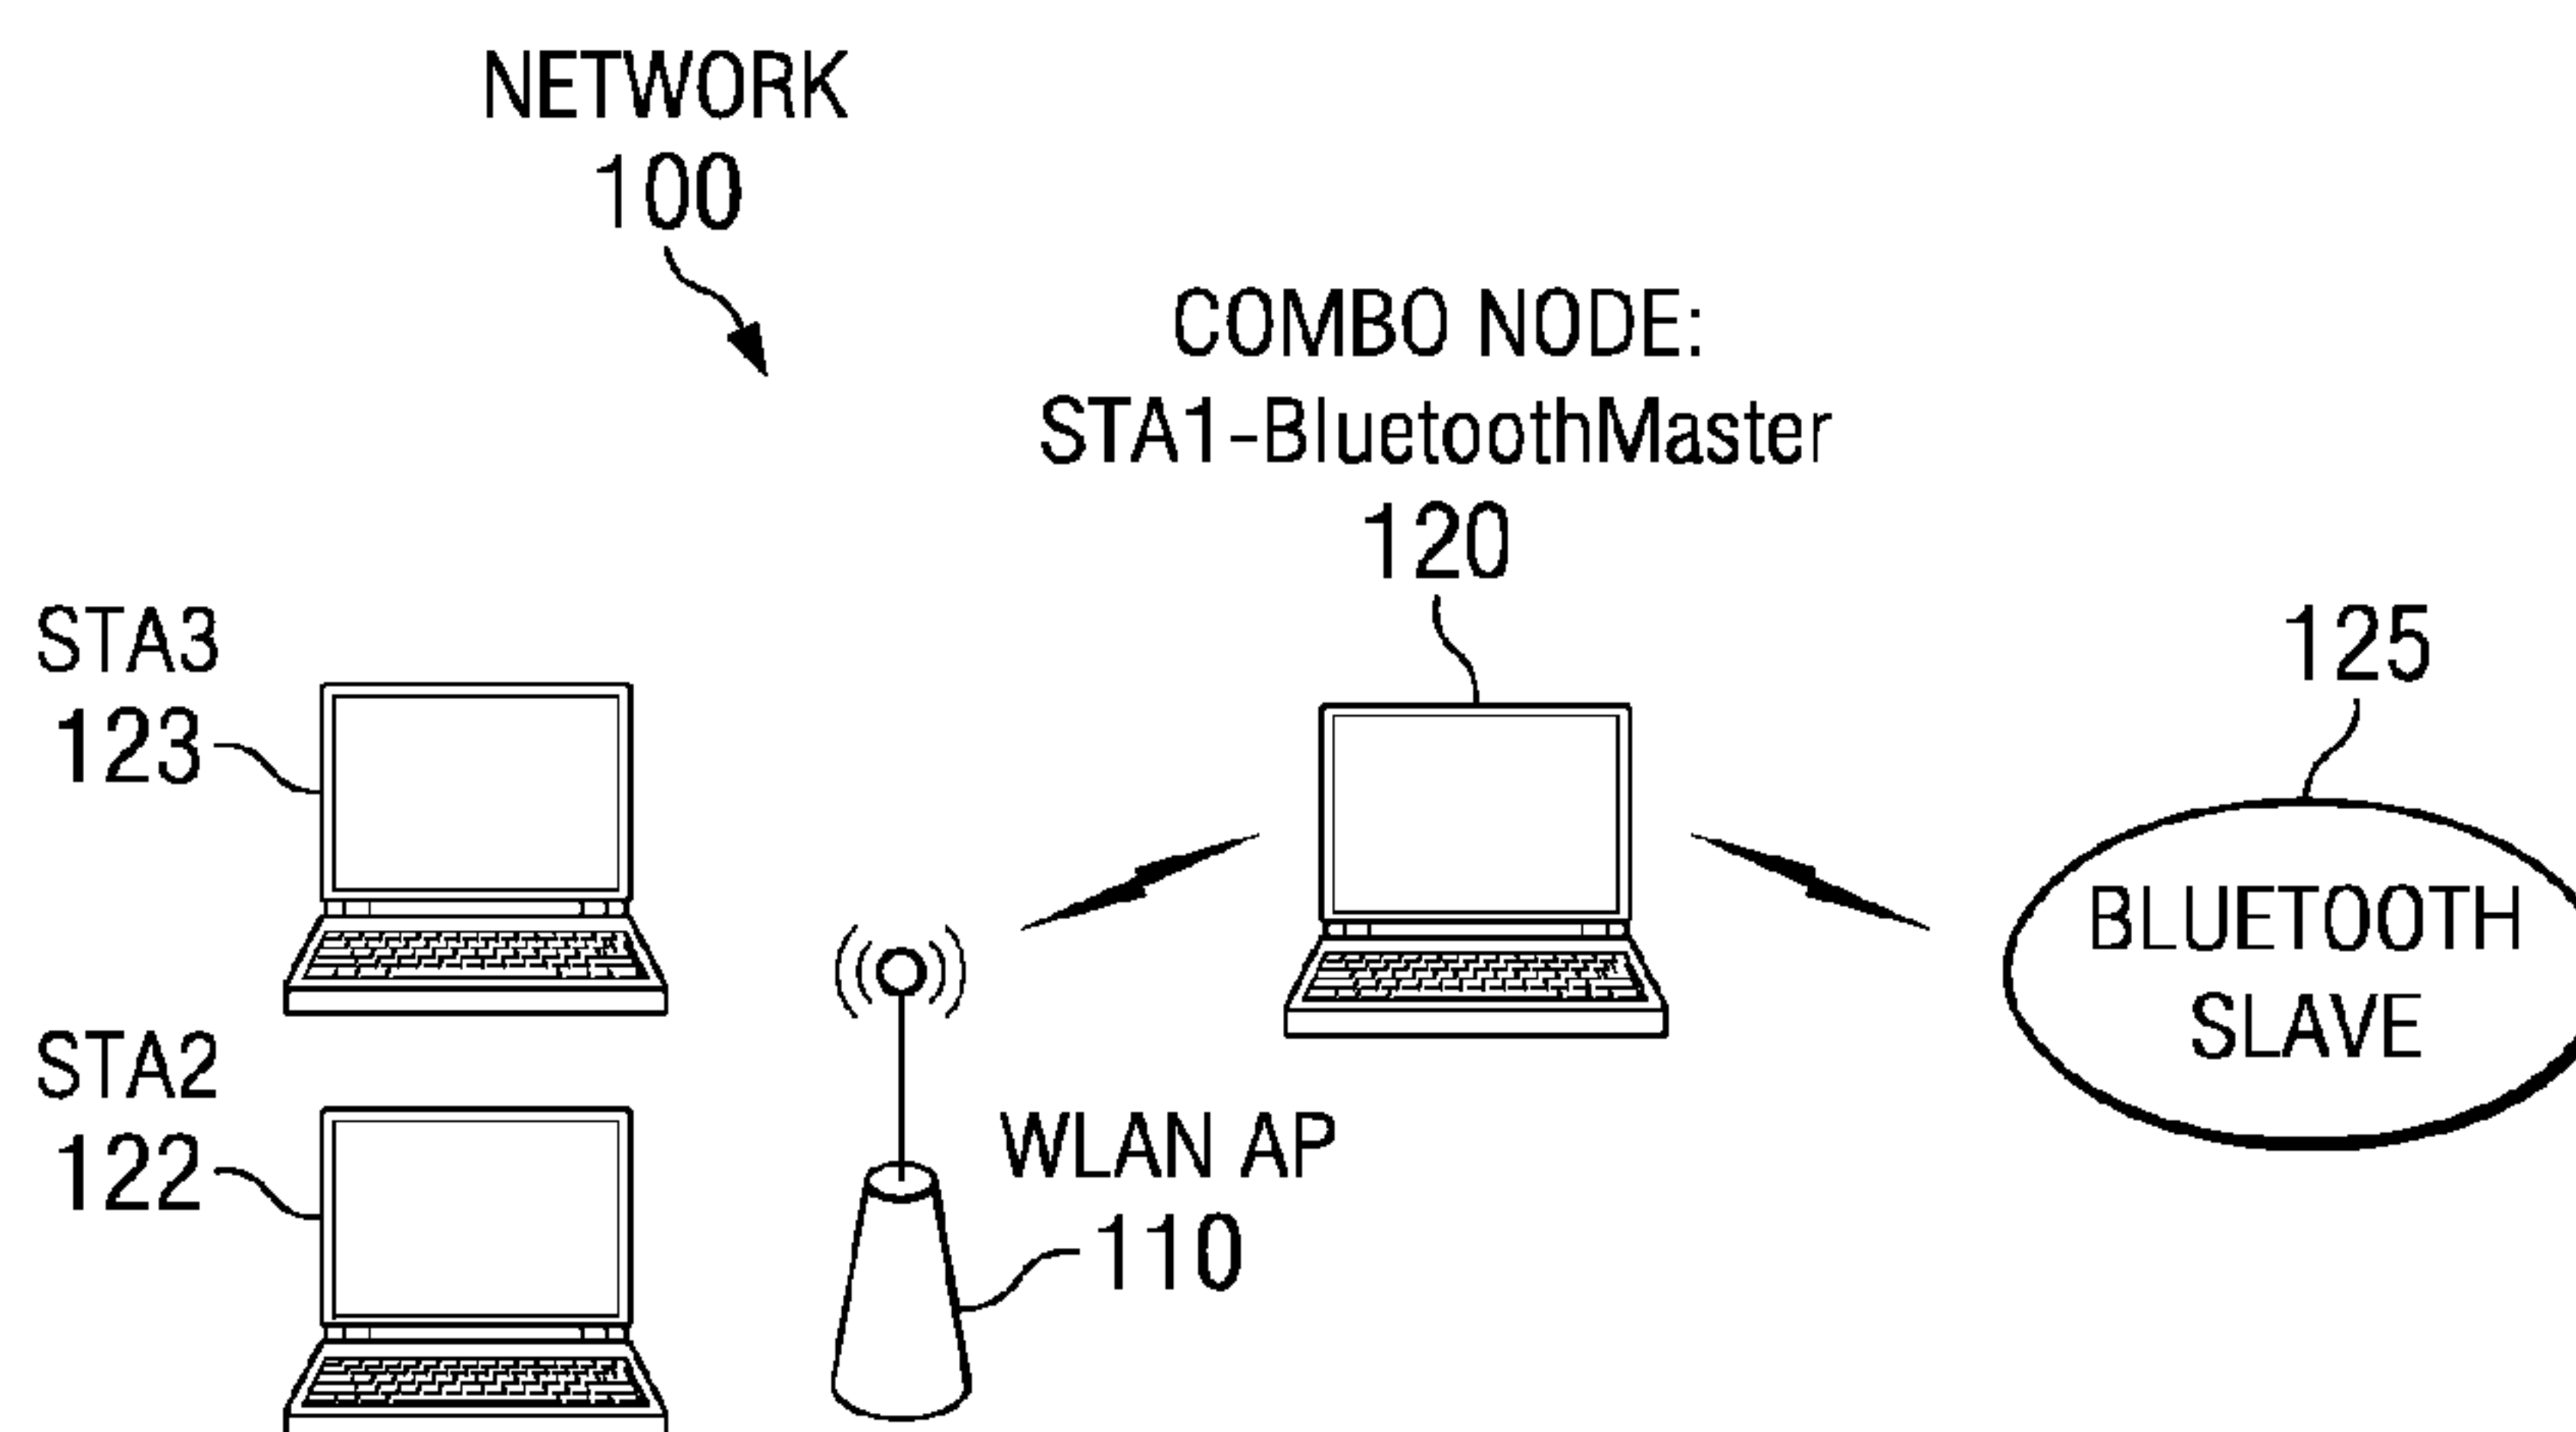 NETWORK
100
COMBO NODE:
STA1-BluetoothMaster
120
STA3
123
125
BLUETOOTH
SLAVE
STA2
122
WLAN AP
110